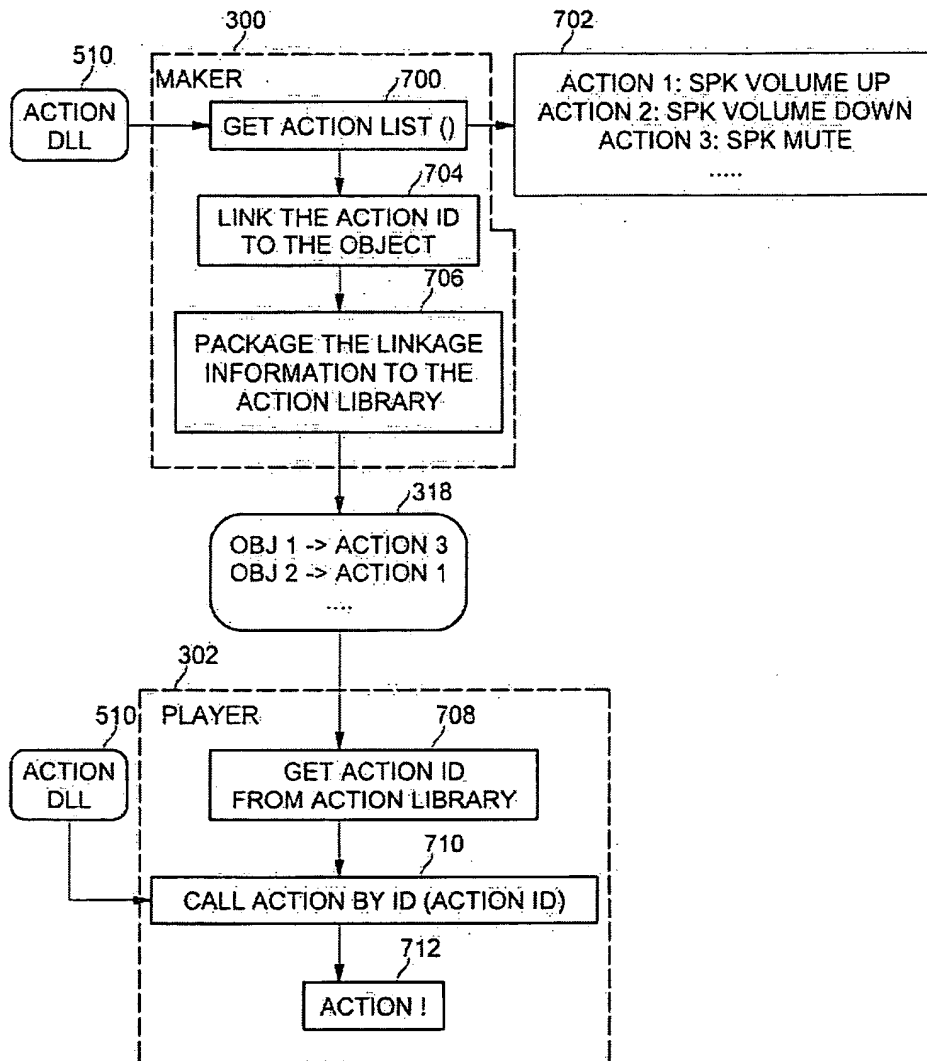 300
702
510
MAKER
700
ACTION
DLL
GET ACTION LIST ()
ACTION 1: SPK VOLUME UP
ACTION 2: SPK VOLUME DOWN
ACTION 3: SPK MUTE
.....
704
LINK THE ACTION ID
TO THE OBJECT
706
PACKAGE THE LINKAGE
INFORMATION TO THE
ACTION LIBRARY
318
OBJ 1 -> ACTION 3
OBJ 2 -> ACTION 1
....
302
510
PLAYER
708
ACTION
DLL
GET ACTION ID
FROM ACTION LIBRARY
710
CALL ACTION BY ID (ACTION ID)
712
ACTION !